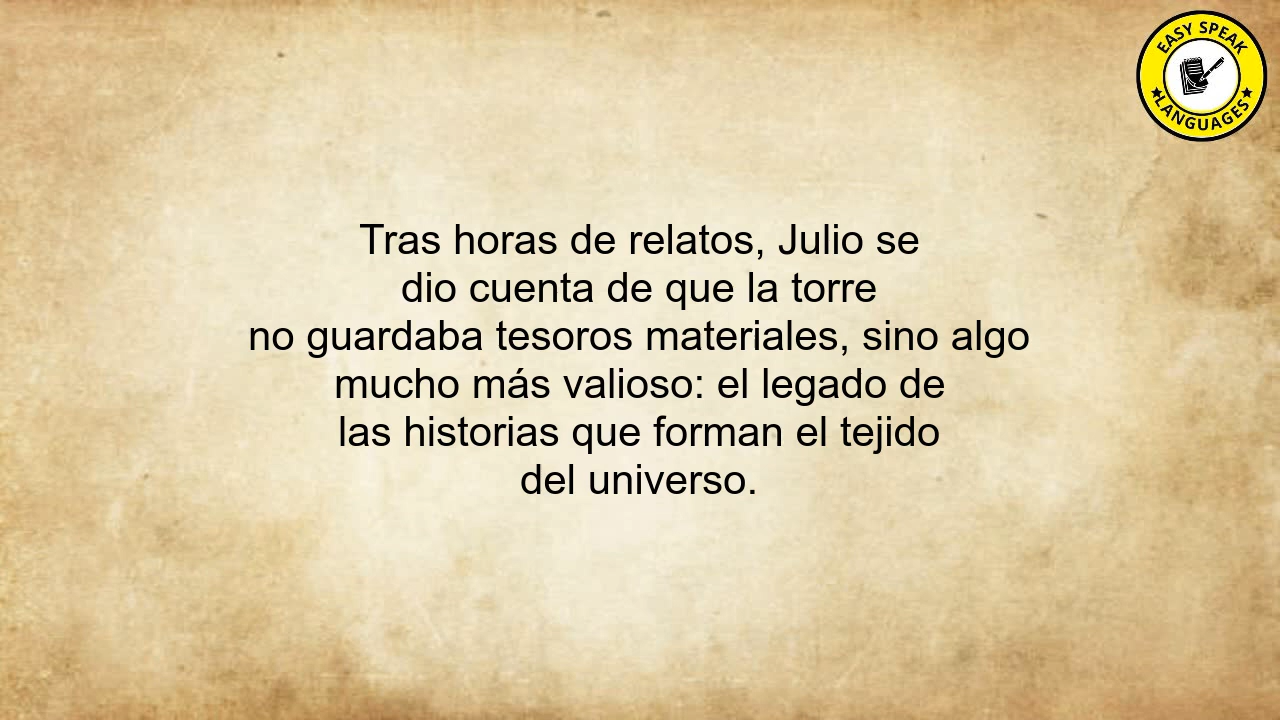 EASY SPEAK
LANGUAGES
Tras horas de relatos, Julio se
dio cuenta de que la torre
no guardaba tesoros materiales, sino algo
mucho más valioso: el legado de
las historias que forman el tejido
del universo.